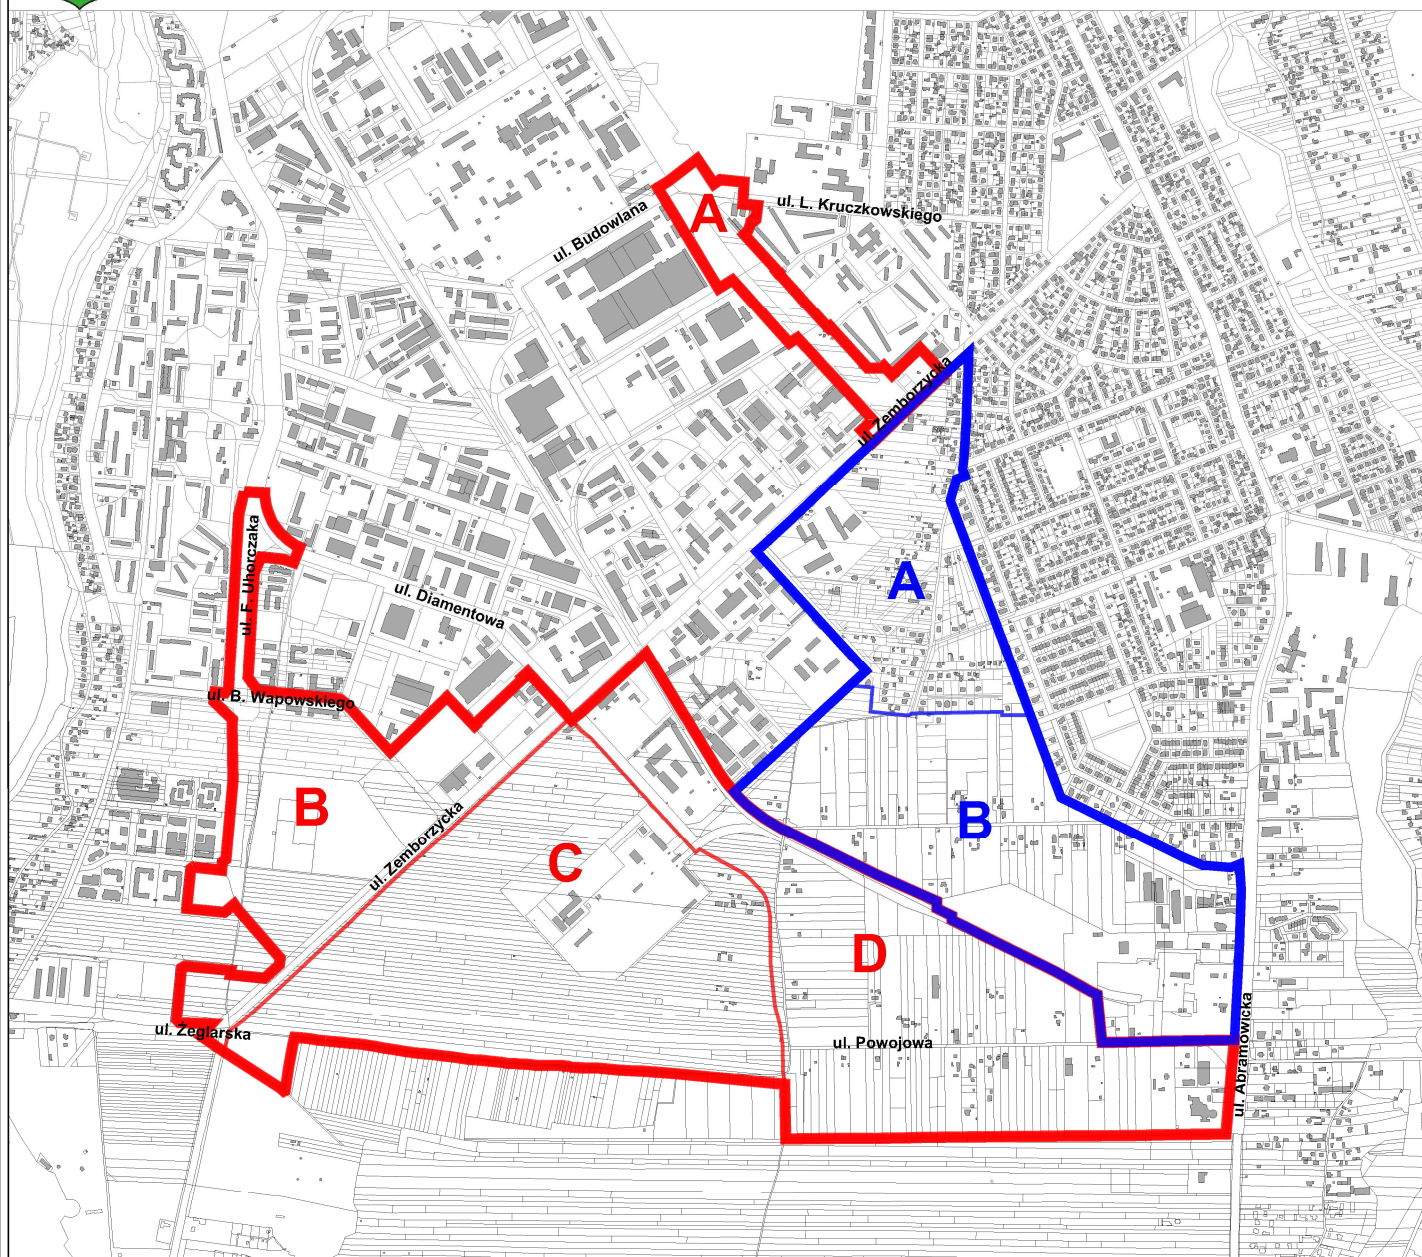 A
ul. L. Kruczkowskiego
ul. Budowlana
ul. Zemborzycka
ul. F. Uhorczaka
A
ul. Diamentowa
ul. B. Wapowskiego
B
B
ul. Zemborzycka
C
D
ul. Żeglarska
ul. Powojowa
ul. Abramowicka